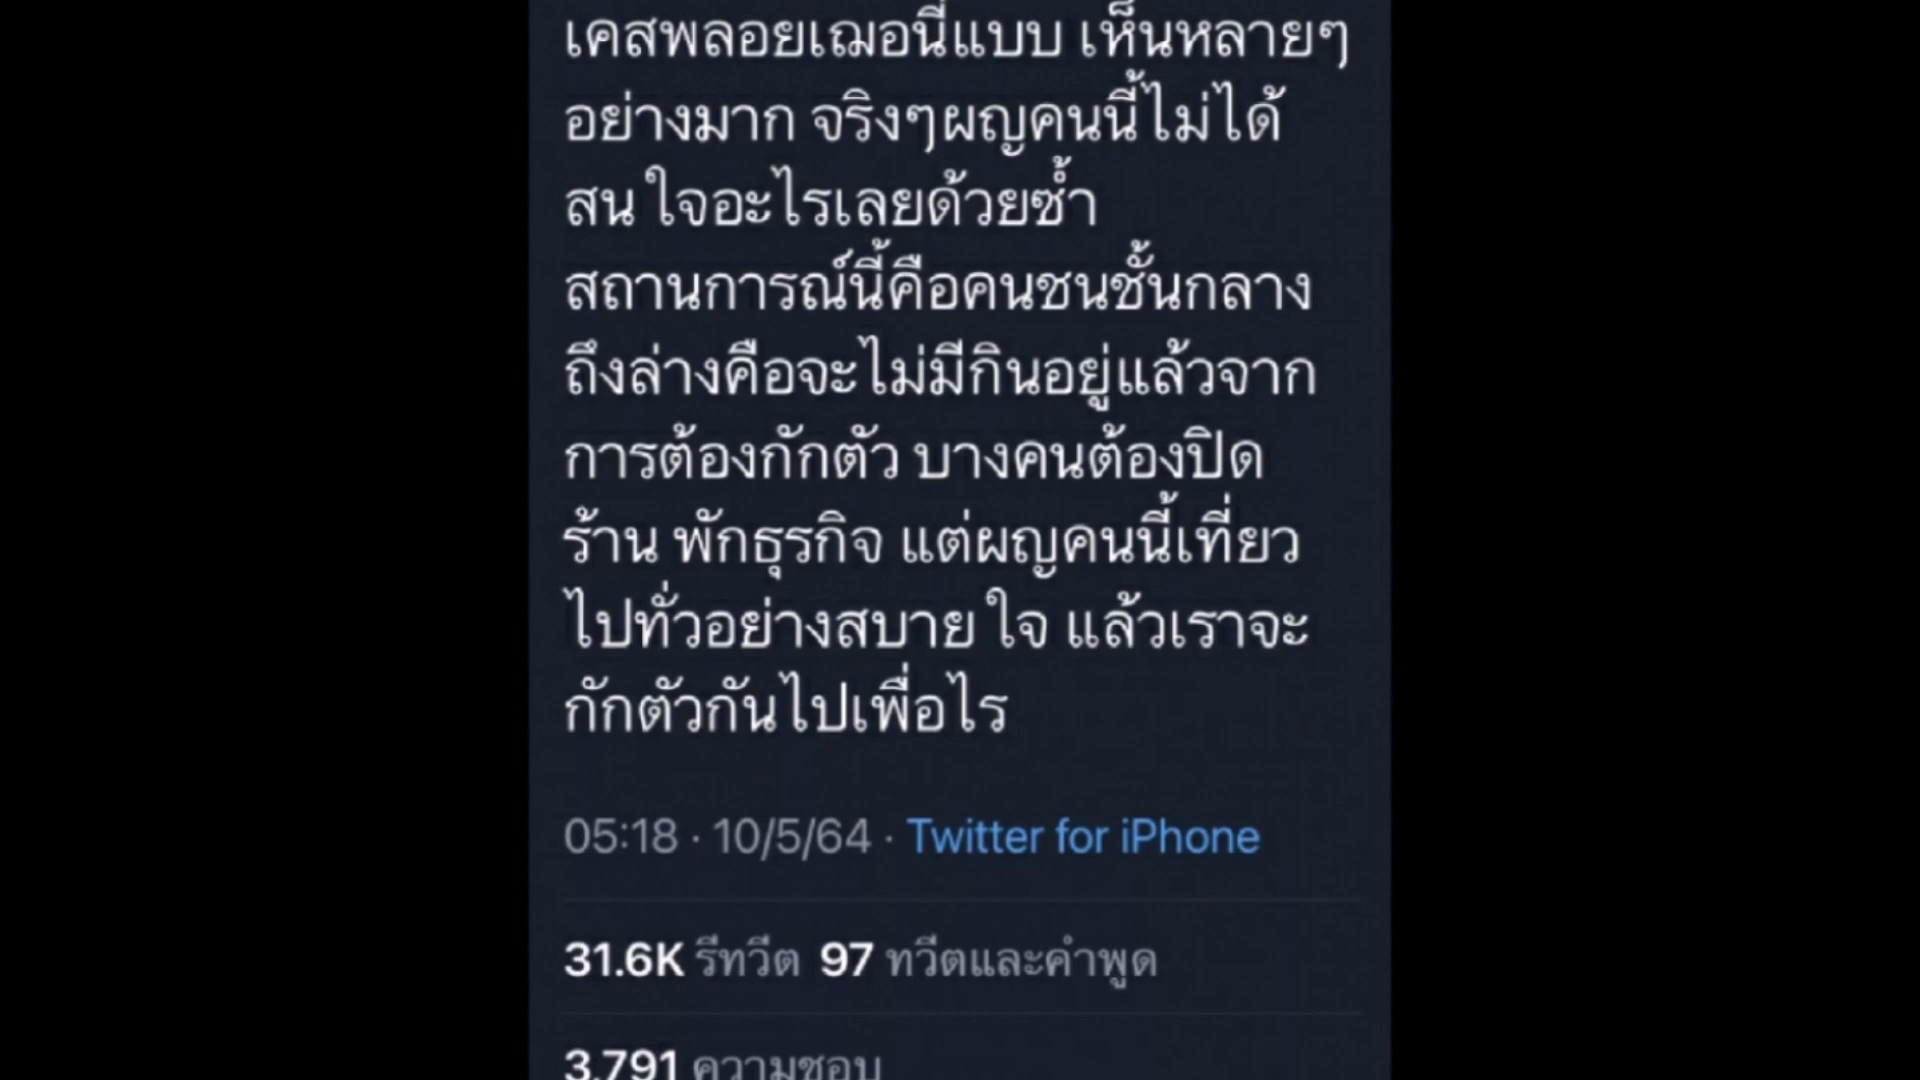 เคสพลอยเฌอนี่แบบ เห็นหลายๆ
อย่างมาก จริงๆผญคนนี้ไม่ได้
สนใจอะไรเลยด้วยซ้ำ
สถานการณ์นี้คือคนชนชั้นกลาง
ถึงล่างคือจะไม่มีกินอยู่แล้วจาก
การต้องกักตัว บางคนต้องปิด
ร้าน พักธุรกิจ แต่ผญคนนี้เที่ยว
ไปทั่วอย่างสบายใจ แล้วเราจะ
กักตัวกันไปเพื่อไร
05:18 · 10/5/64 · Twitter for iPhone
31.6K รีทวีต 97 ทวีตและคำพูด
3,791 ความชอบ